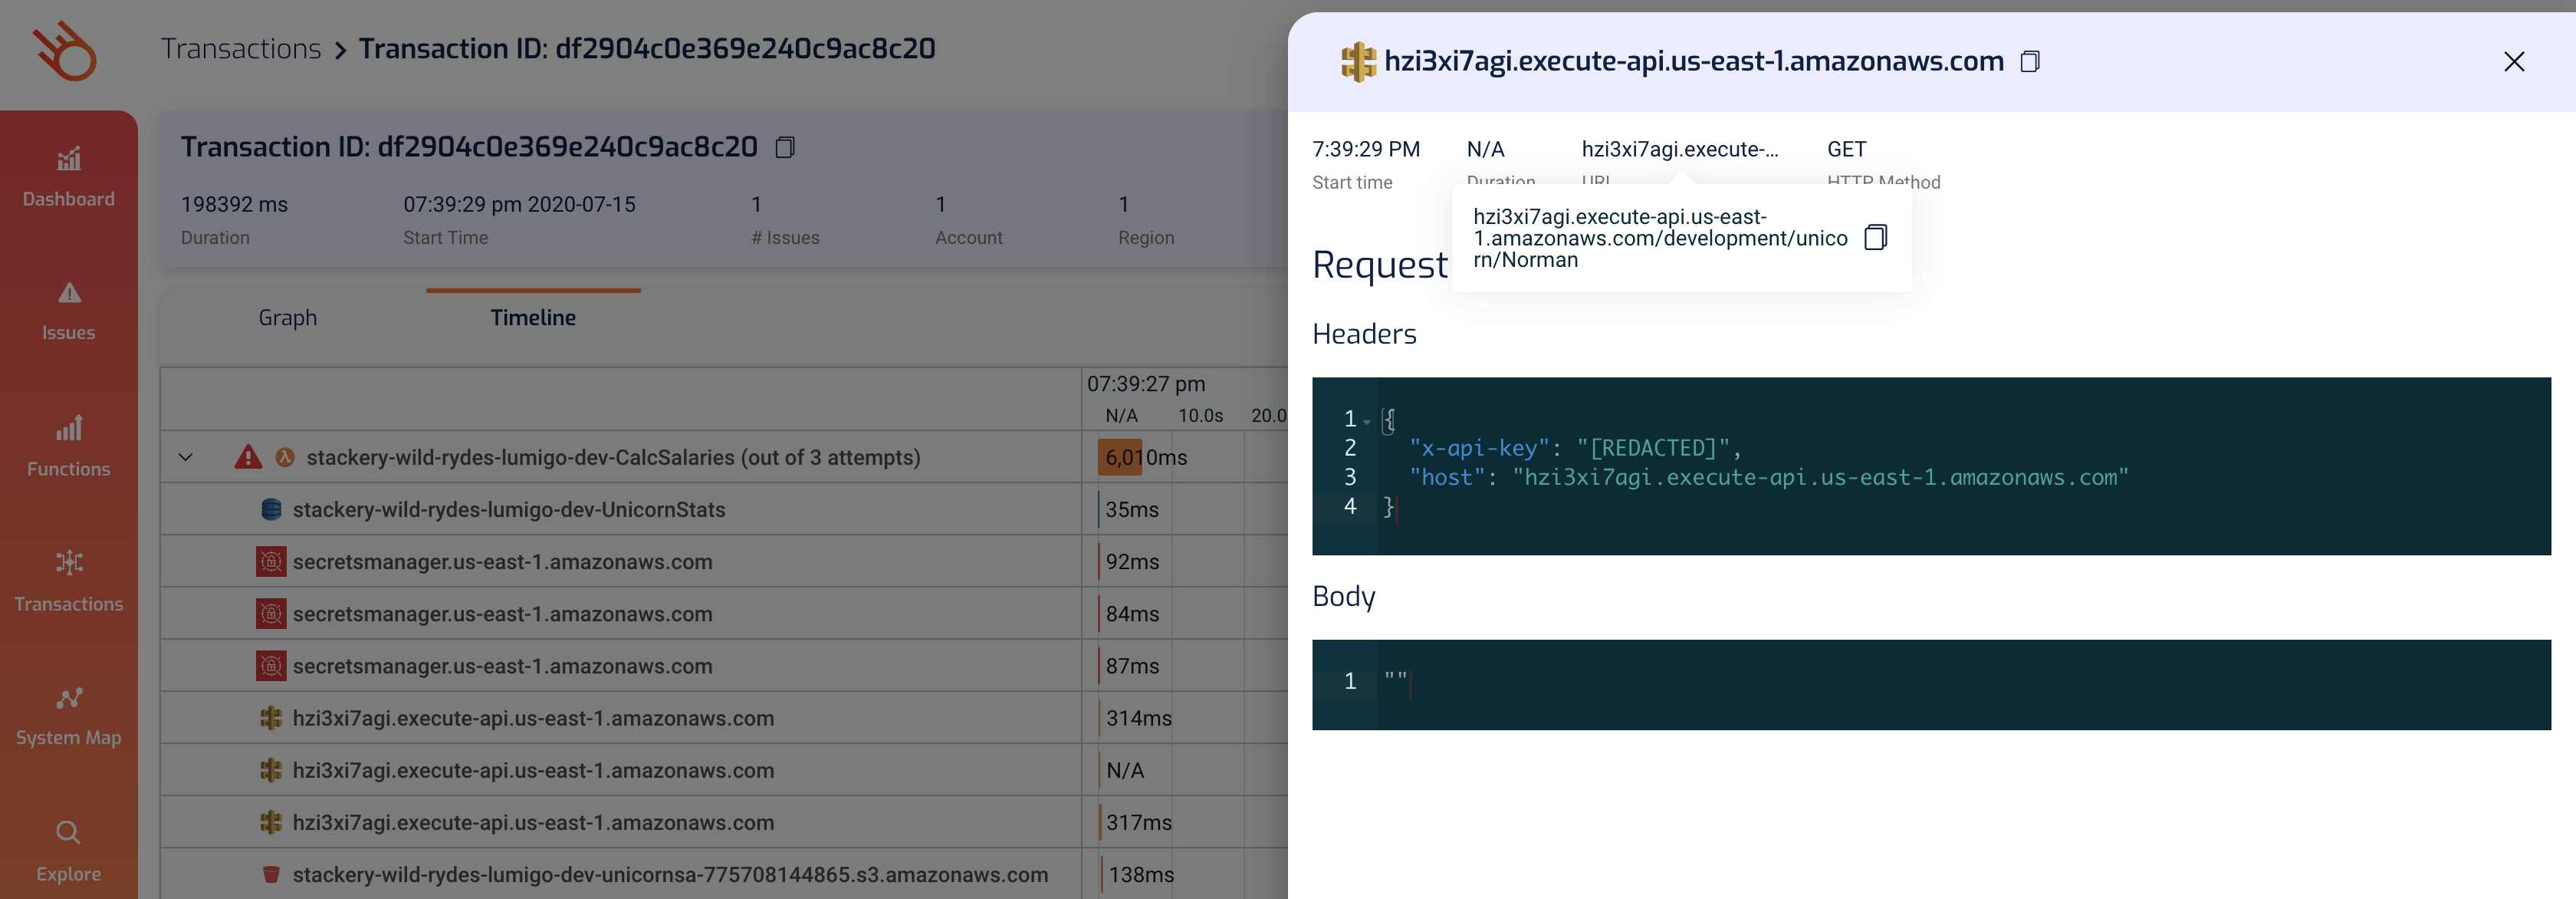 Transactions > Transaction ID: df2904c0e369e240c9ac8c20
Transaction ID: df2904c0e369e240c9ac8c20
198392 ms
Duration
07:39:29 pm 2020-07-15
Start Time
1
# Issues
1
Account
1
Region
Dashboard
Issues
Functions
Transactions
System Map
Explore
Graph
Timeline
07:39:27 pm
N/A 10.0s 20.0
stackery-wild-rydes-lumigo-dev-CalcSalaries (out of 3 attempts) 6,010ms
stackery-wild-rydes-lumigo-dev-UnicornStats 35ms
secretsmanager.us-east-1.amazonaws.com 92ms
secretsmanager.us-east-1.amazonaws.com 84ms
secretsmanager.us-east-1.amazonaws.com 87ms
hzi3xi7agi.execute-api.us-east-1.amazonaws.com 314ms
hzi3xi7agi.execute-api.us-east-1.amazonaws.com N/A
hzi3xi7agi.execute-api.us-east-1.amazonaws.com 317ms
stackery-wild-rydes-lumigo-dev-unicornsa-775708144865.s3.amazonaws.com 138ms
hzi3xi7agi.execute-api.us-east-1.amazonaws.com
7:39:29 PM
Start time
N/A
Duration
hzi3xi7agi.execute-...
URL
GET
HTTP Method
hzi3xi7agi.execute-api.us-east-
1.amazonaws.com/development/unico
rn/Norman
Request
Headers
1 {
2 "x-api-key": "[REDACTED]",
3 "host": "hzi3xi7agi.execute-api.us-east-1.amazonaws.com"
4 }
Body
1 ""